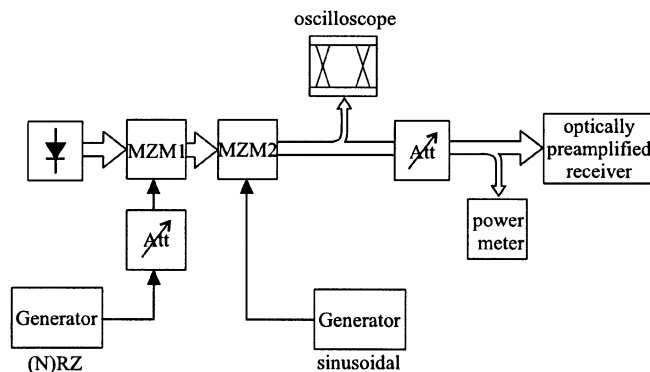 oscilloscope
MZM1
MZM2
Att
optically
preamplified
receiver
Att
power
meter
Generator
Generator
(N)RZ
sinusoidal